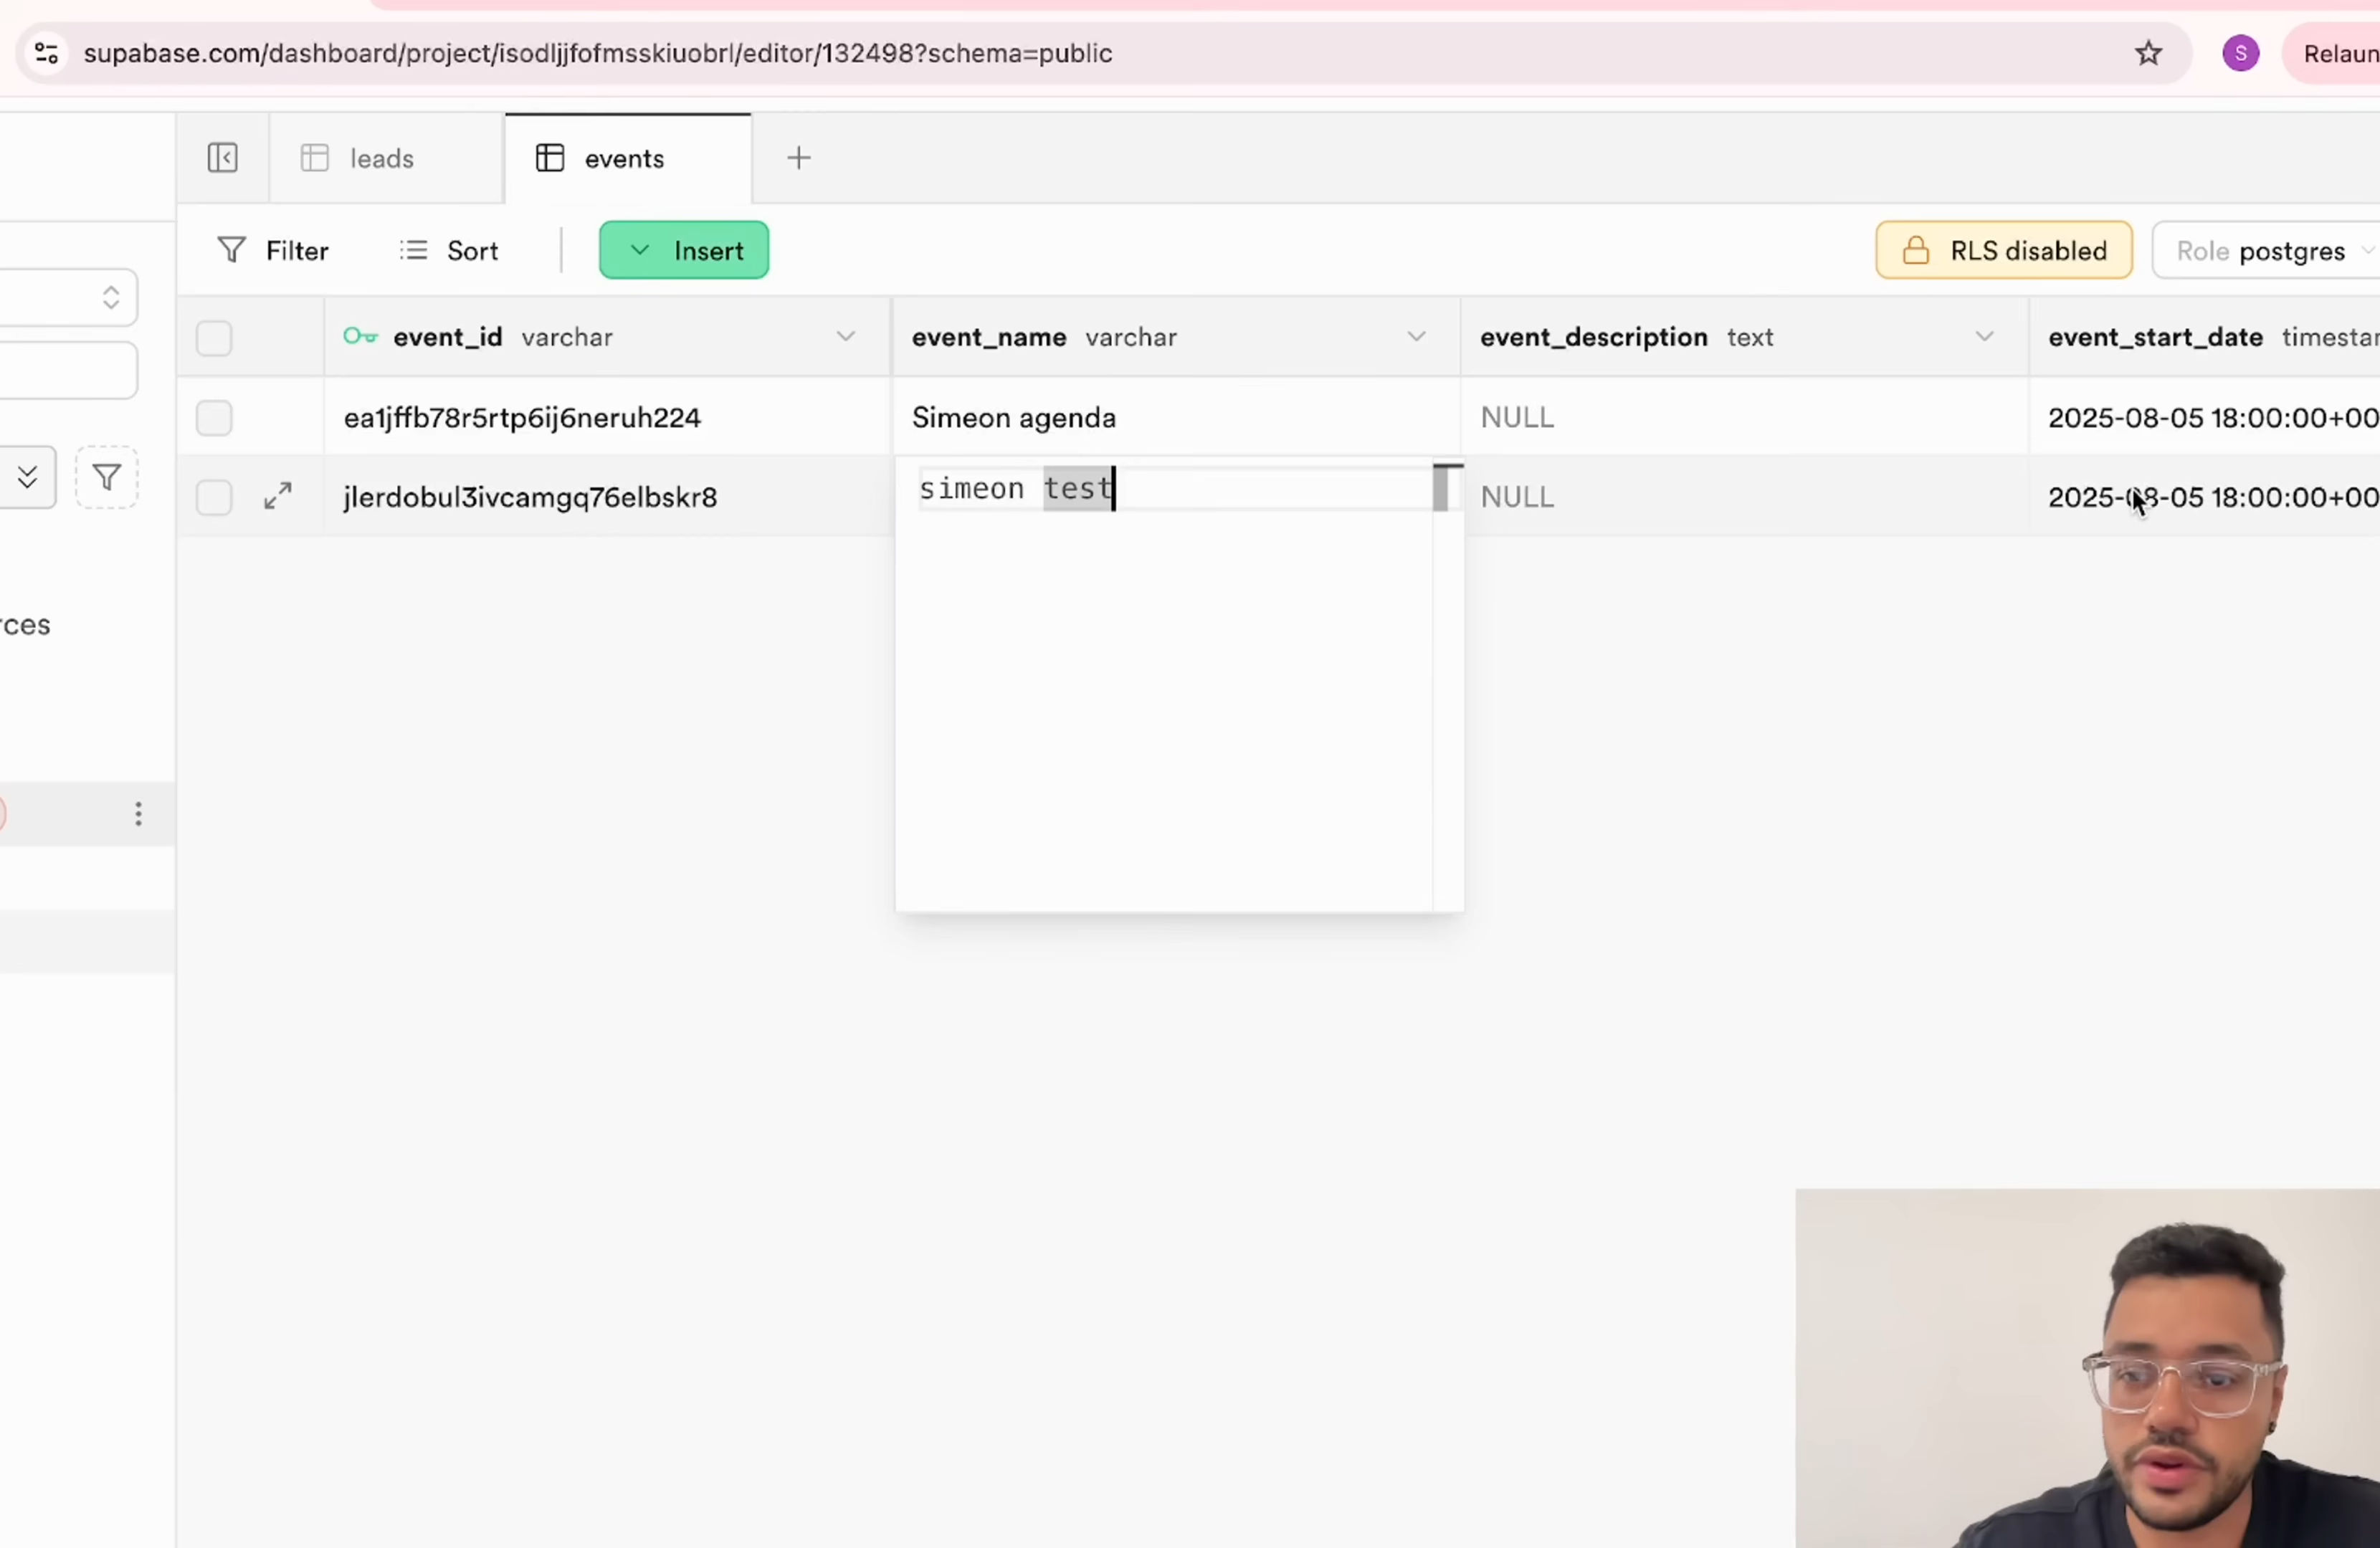 supabase.com/dashboard/project/isodljjfofmsskiuobrl/editor/132498?schema=public
S
Relaun
leads
events
Filter
Sort
Insert
RLS disabled
Role postgres
event_id varchar
event_name varchar
event_description text
event_start_date timestam
ea1jffb78r5rtp6ij6neruh224
Simeon agenda
NULL
2025-08-05 18:00:00+00
jlerdobul3ivcamgq76elbskr8
simeon test
NULL
2025-08-05 18:00:00+00
rces